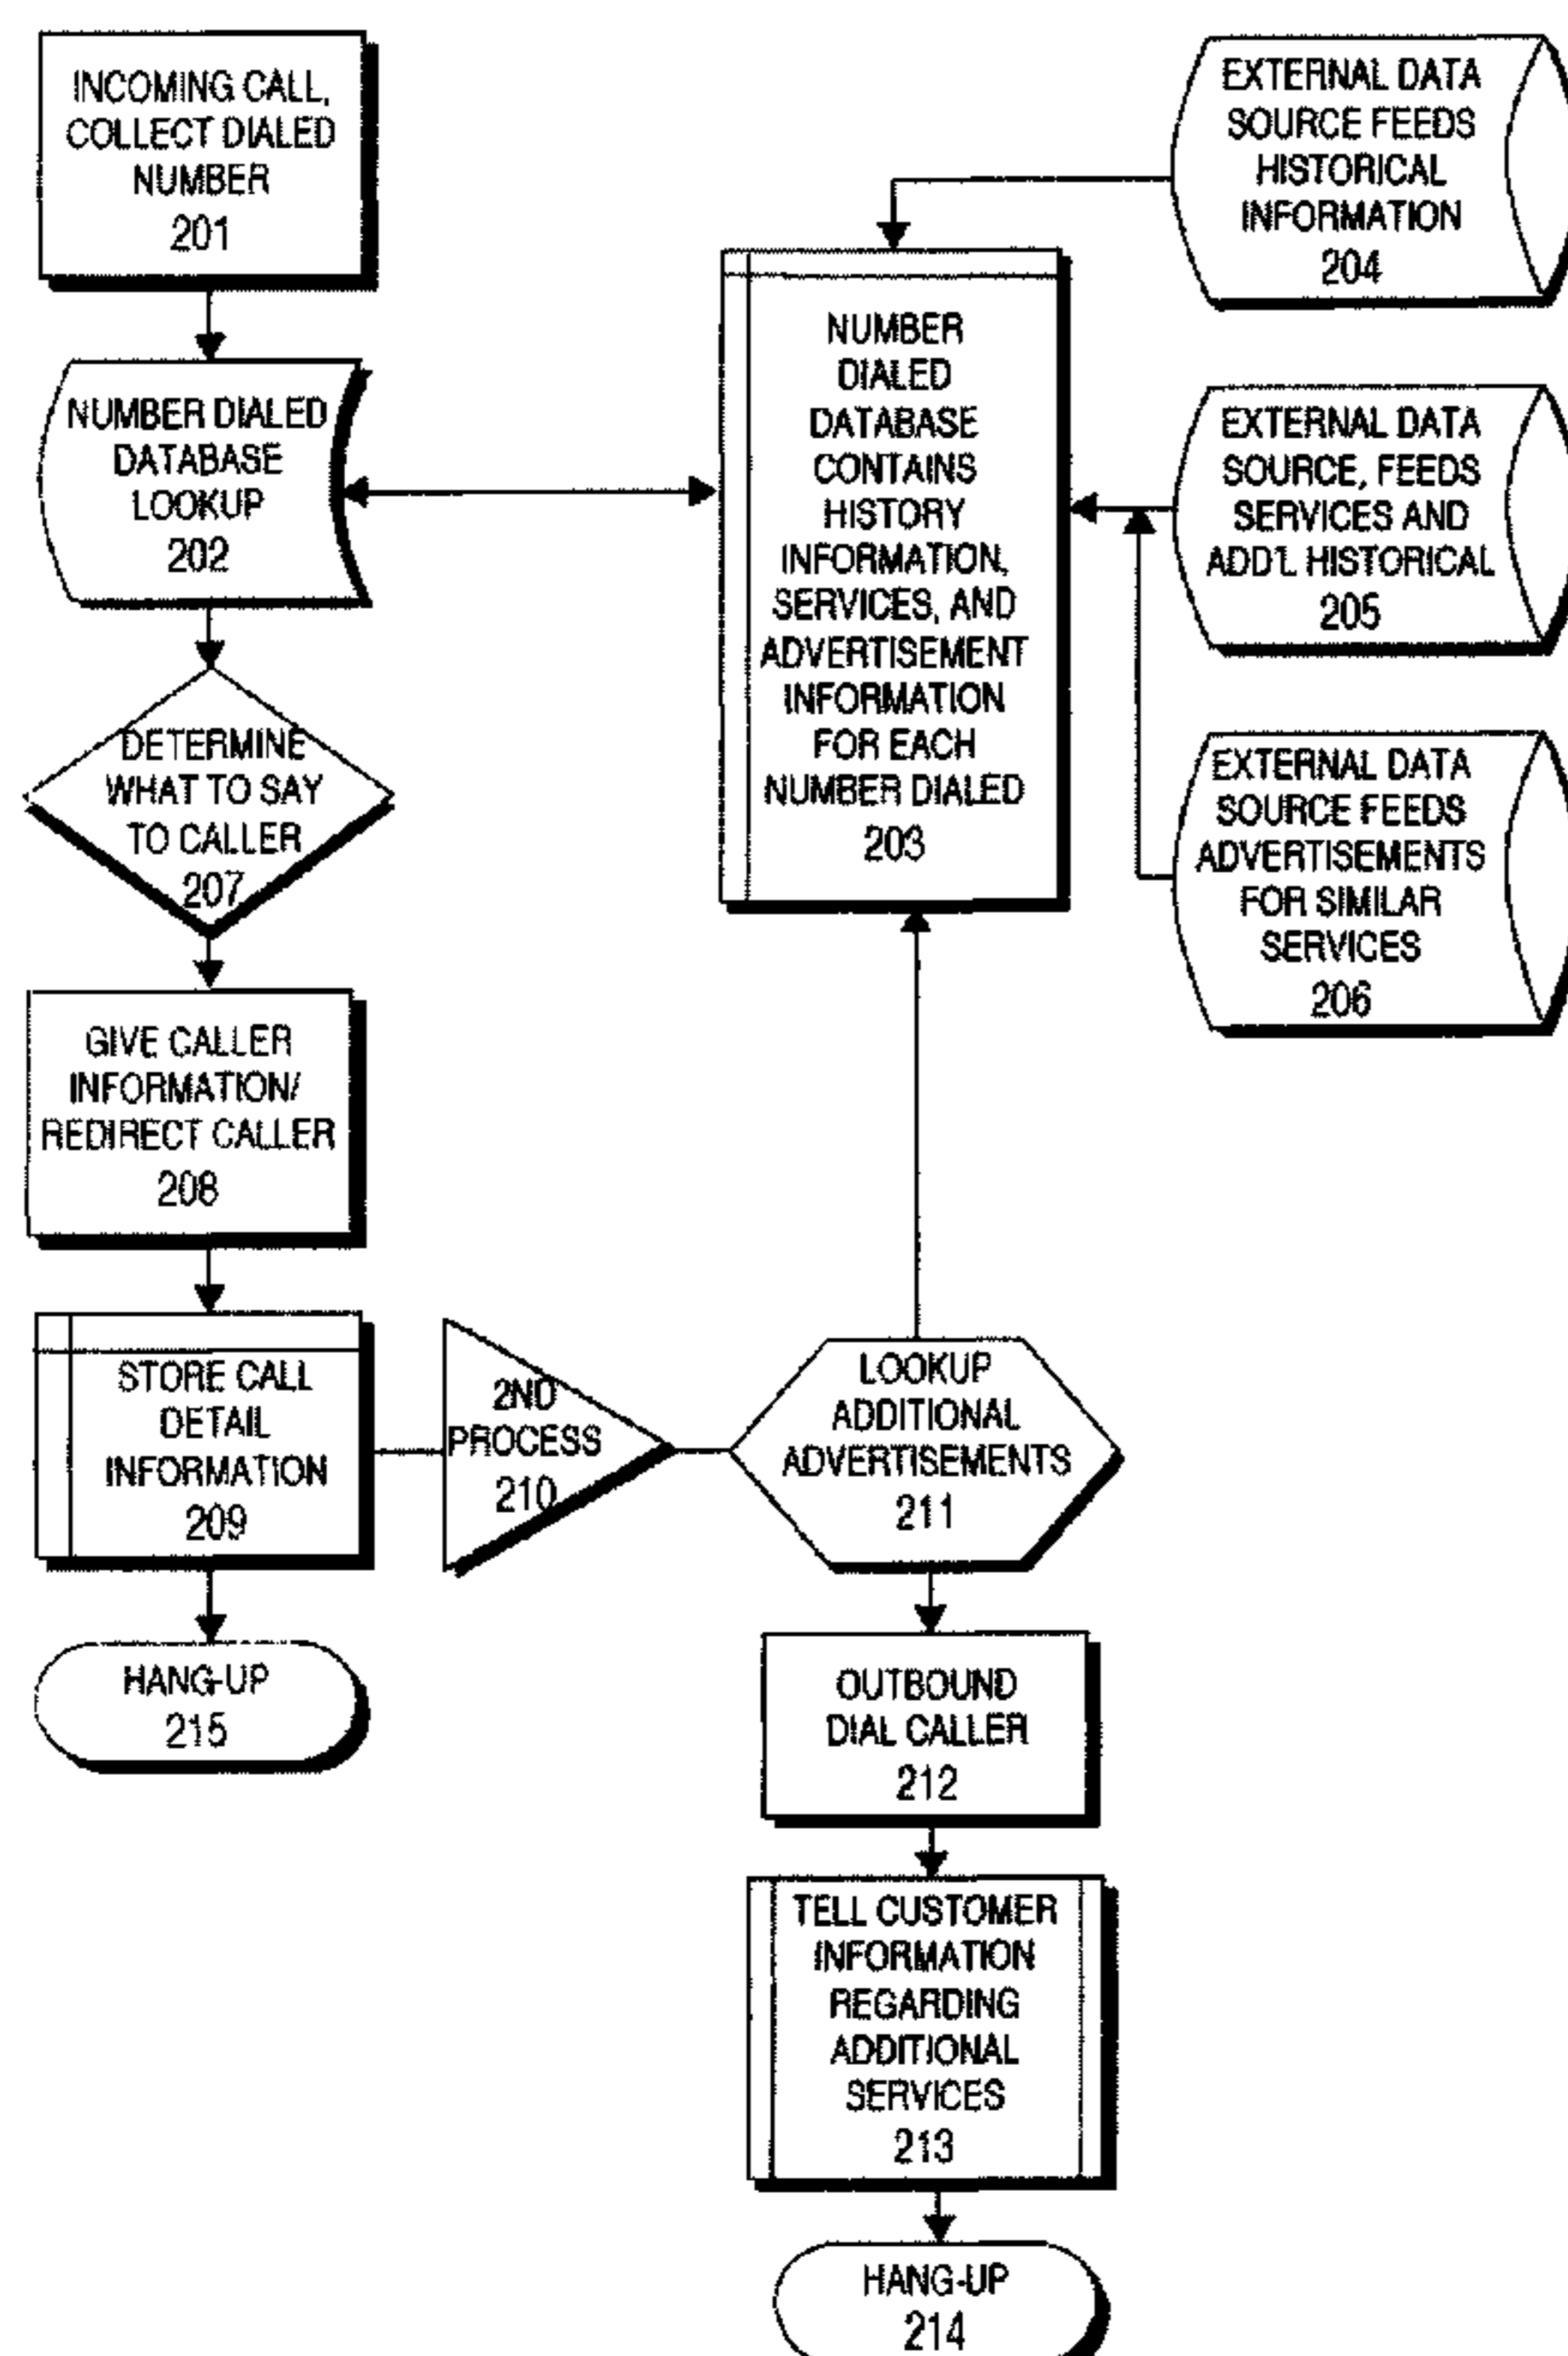 INCOMING CALL,
COLLECT DIALED
NUMBER
201
NUMBER DIALED
DATABASE
LOOKUP
202
DETERMINE
WHAT TO SAY
TO CALLER
207
GIVE CALLER
INFORMATION/
REDIRECT CALLER
208
STORE CALL
DETAIL
INFORMATION
209
HANG-UP
215
2ND
PROCESS
210
NUMBER
DIALED
DATABASE
CONTAINS
HISTORY
INFORMATION,
SERVICES, AND
ADVERTISEMENT
INFORMATION
FOR EACH
NUMBER DIALED
203
EXTERNAL DATA
SOURCE FEEDS
HISTORICAL
INFORMATION
204
EXTERNAL DATA
SOURCE, FEEDS
SERVICES AND
ADD'L HISTORICAL
205
EXTERNAL DATA
SOURCE FEEDS
ADVERTISEMENTS
FOR SIMILAR
SERVICES
206
LOOKUP
ADDITIONAL
ADVERTISEMENTS
211
OUTBOUND
DIAL CALLER
212
TELL CUSTOMER
INFORMATION
REGARDING
ADDITIONAL
SERVICES
213
HANG-UP
214